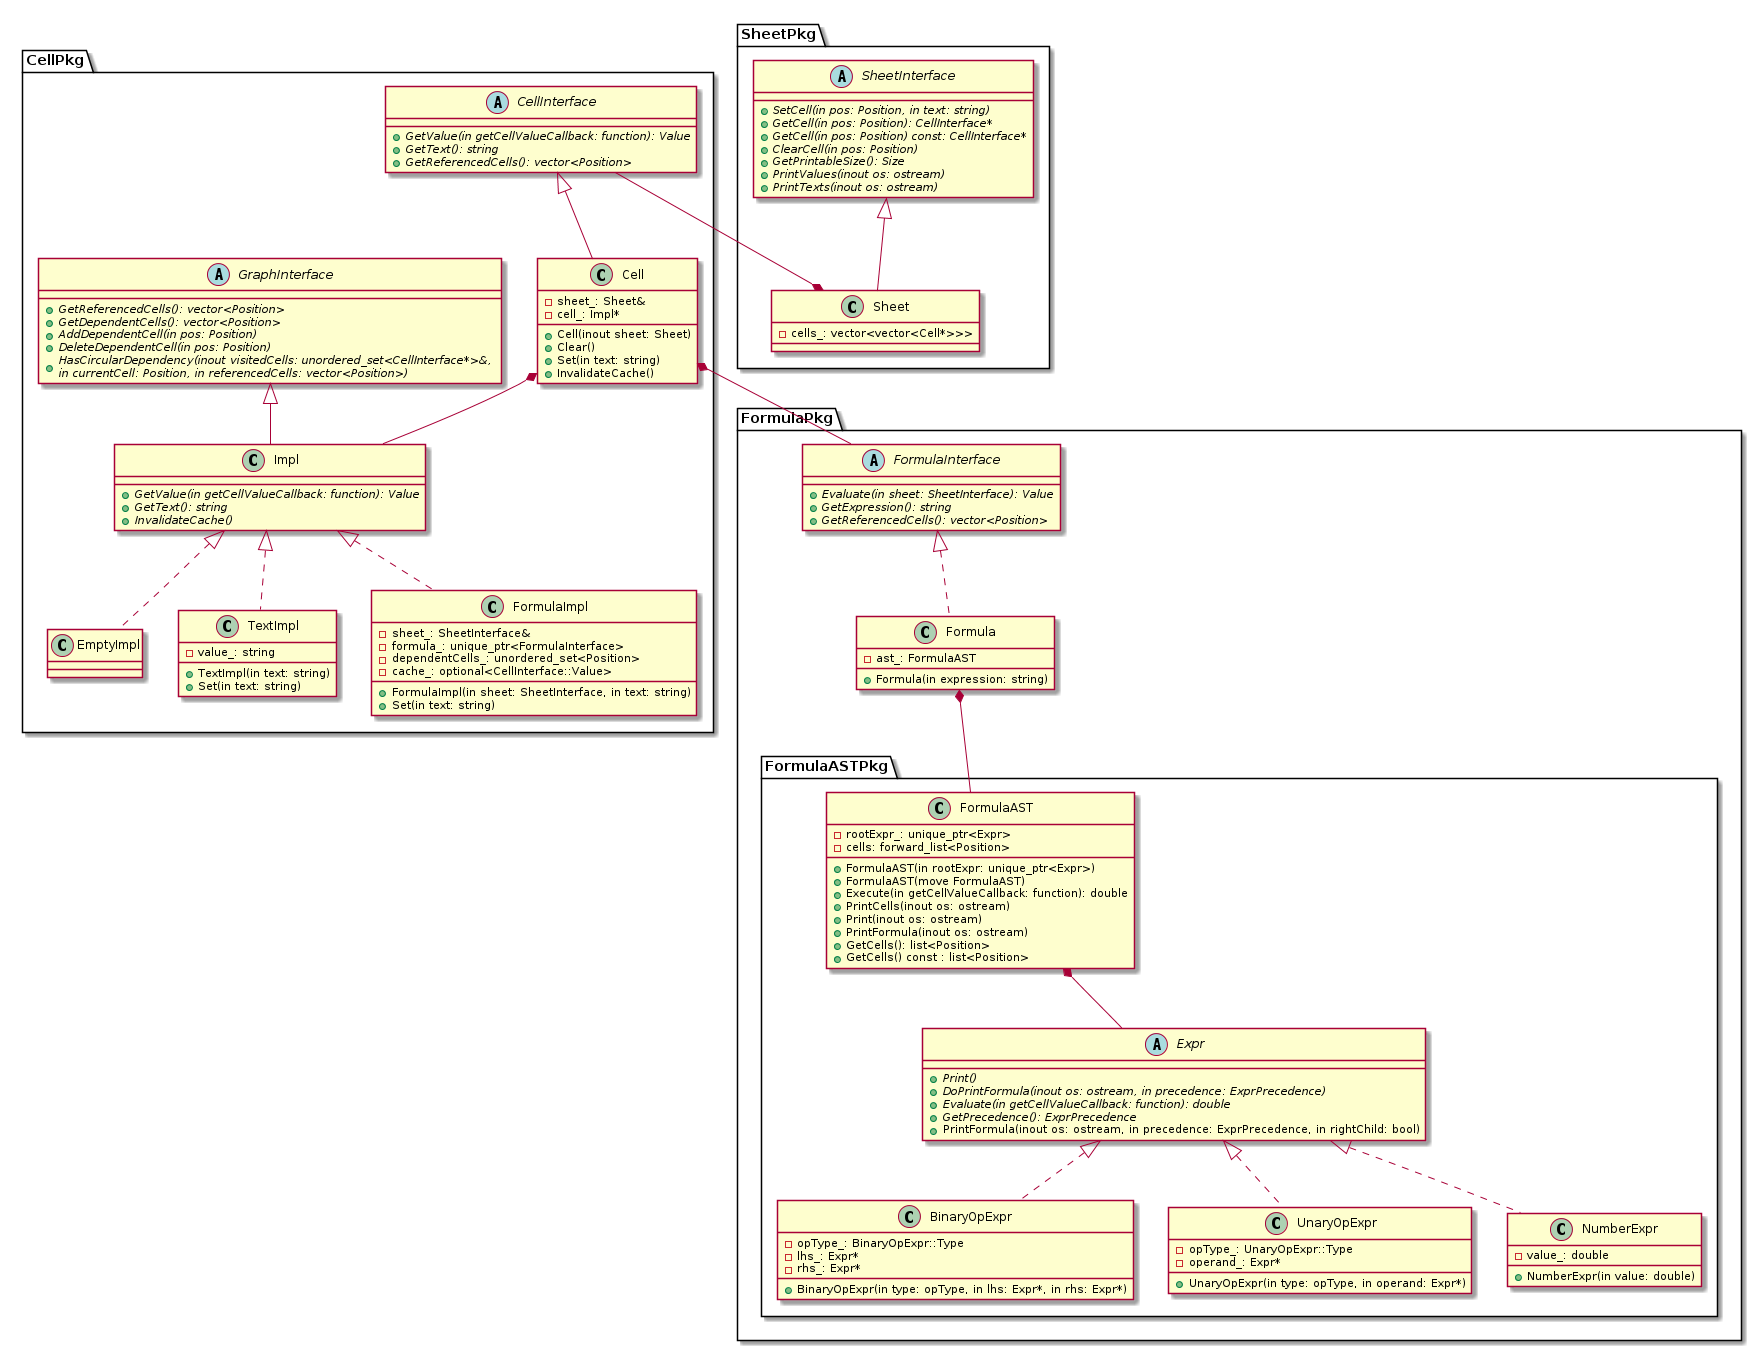 CellPkg
A CellInterface
GetValue(in getCellValueCallback: function): Value
GetText(): string
GetReferencedCells(): vector<Position>
A GraphInterface
GetReferencedCells(): vector<Position>
GetDependentCells(): vector<Position>
AddDependentCell(in pos: Position)
DeleteDependentCell(in pos: Position)
HasCircularDependency(inout visitedCells: unordered_set<CellInterface*>&,
in currentCell: Position, in referencedCells: vector<Position>)
C Cell
sheet_: Sheet&
cell_: Impl*
Cell(inout sheet: Sheet)
Clear()
Set(in text: string)
InvalidateCache()
C Impl
GetValue(in getCellValueCallback: function): Value
GetText(): string
InvalidateCache()
C EmptyImpl
C TextImpl
value_: string
TextImpl(in text: string)
Set(in text: string)
C FormulaImpl
sheet_: SheetInterface&
formula_: unique_ptr<FormulaInterface>
dependentCells_: unordered_set<Position>
cache_: optional<CellInterface::Value>
FormulaImpl(in sheet: SheetInterface, in text: string)
Set(in text: string)
SheetPkg
A SheetInterface
SetCell(in pos: Position, in text: string)
GetCell(in pos: Position): CellInterface*
GetCell(in pos: Position) const: CellInterface*
ClearCell(in pos: Position)
GetPrintableSize(): Size
PrintValues(inout os: ostream)
PrintTexts(inout os: ostream)
C Sheet
cells_: vector<vector<Cell*>>>
FormulaPkg
A FormulaInterface
Evaluate(in sheet: SheetInterface): Value
GetExpression(): string
GetReferencedCells(): vector<Position>
C Formula
ast_: FormulaAST
Formula(in expression: string)
FormulaASTPkg
C FormulaAST
rootExpr_: unique_ptr<Expr>
cells: forward_list<Position>
FormulaAST(in rootExpr: unique_ptr<Expr>)
FormulaAST(move FormulaAST)
Execute(in getCellValueCallback: function): double
PrintCells(inout os: ostream)
Print(inout os: ostream)
PrintFormula(inout os: ostream)
GetCells(): list<Position>
GetCells() const : list<Position>
A Expr
Print()
DoPrintFormula(inout os: ostream, in precedence: ExprPrecedence)
Evaluate(in getCellValueCallback: function): double
GetPrecedence(): ExprPrecedence
PrintFormula(inout os: ostream, in precedence: ExprPrecedence, in rightChild: bool)
C BinaryOpExpr
opType_: BinaryOpExpr::Type
lhs_: Expr*
rhs_: Expr*
BinaryOpExpr(in type: opType, in lhs: Expr*, in rhs: Expr*)
C UnaryOpExpr
opType_: UnaryOpExpr::Type
operand_: Expr*
UnaryOpExpr(in type: opType, in operand: Expr*)
C NumberExpr
value_: double
NumberExpr(in value: double)